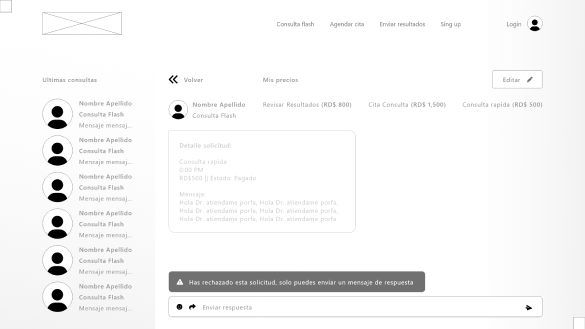 Consulta flash Agendar cita Enviar resultados Sing up Login
Ultimas consultas
Volver Mis precios Editar
Nombre Apellido
Consulta Flash
Mensaje mensaj...
Nombre Apellido
Consulta Flash
Mensaje mensaj...
Nombre Apellido
Consulta Flash
Mensaje mensaj...
Nombre Apellido
Consulta Flash
Mensaje mensaj...
Nombre Apellido
Consulta Flash
Mensaje mensaj...
Nombre Apellido
Consulta Flash
Mensaje mensaj...
Nombre Apellido
Consulta Flash
Revisar Resultados (RD$ 800) Cita Consulta (RD$ 1,500) Consulta rapida (RD$ 500)
Detalle solicitud:
Consulta rapida
0:00 PM
RD$500 || Estado: Pagado
Mensaje:
Hola Dr. atiendame porfa, Hola Dr. atiendame porfa,
Hola Dr. atiendame porfa, Hola Dr. atiendame porfa,
Hola Dr. atiendame porfa, Hola Dr. atiendame porfa
Has rechazado esta solicitud, solo puedes enviar un mensaje de respuesta
Enviar respuesta